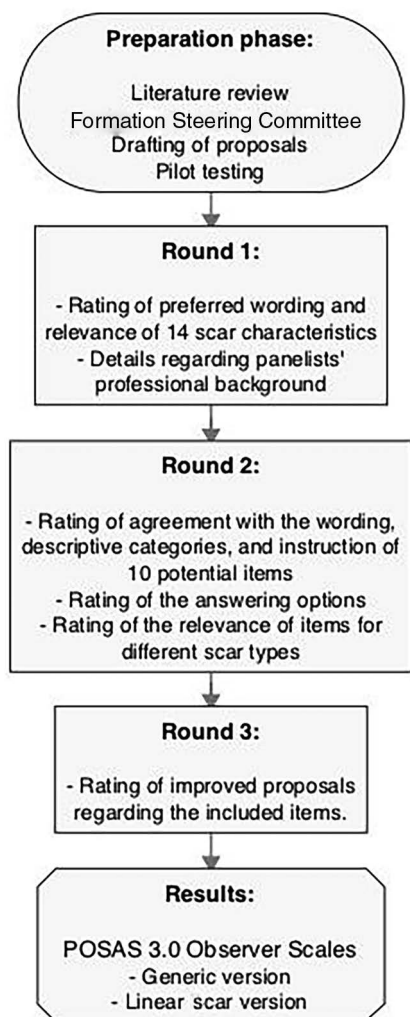 Preparation phase:
Literature review
Formation Steering Committee
Drafting of proposals
Pilot testing
Round 1:
- Rating of preferred wording and
relevance of 14 scar characteristics
- Details regarding panelists'
professional background
Round 2:
- Rating of agreement with the wording,
descriptive categories, and instruction of
10 potential items
- Rating of the answering options
- Rating of the relevance of items for
different scar types
Round 3:
- Rating of improved proposals
regarding the included items.
Results:
POSAS 3.0 Observer Scales
- Generic version
- Linear scar version